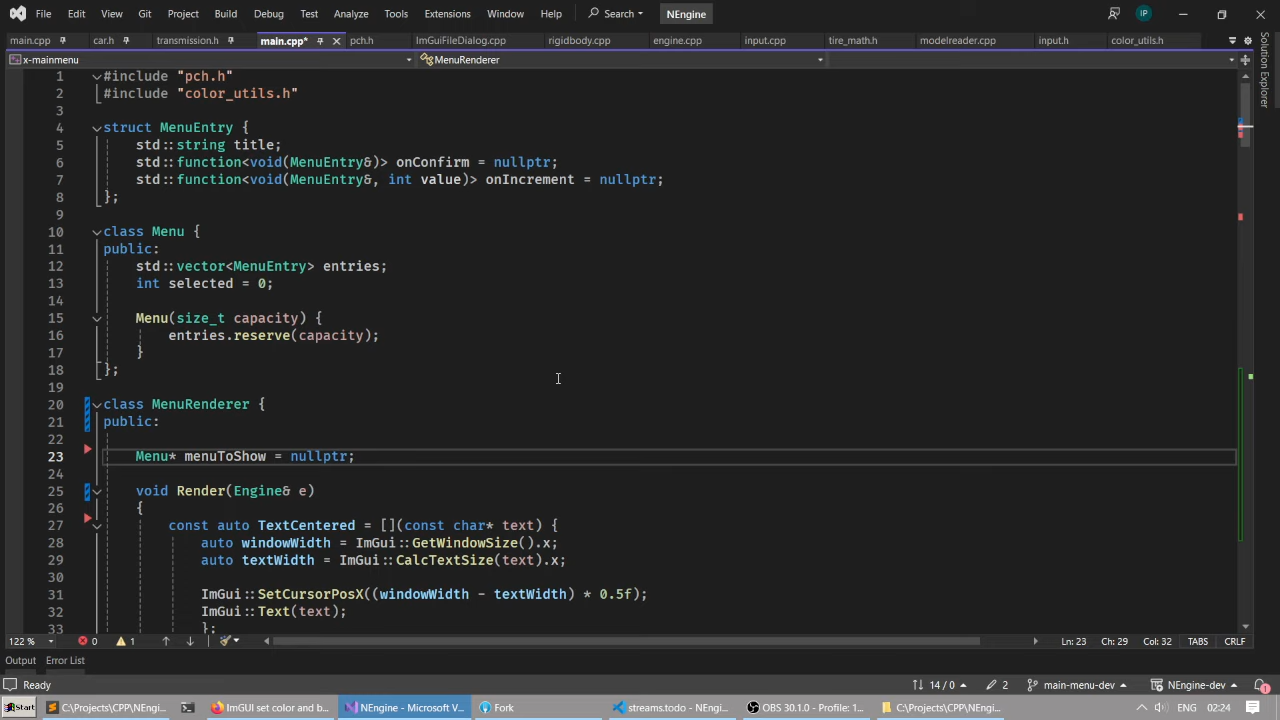 File Edit View Git Project Build Debug Test Analyze Tools Extensions Window Help Search NEngine IP
main.cpp car.h transmission.h main.cpp* pch.h ImGuiFileDialog.cpp rigidbody.cpp engine.cpp input.cpp tire_math.h modelreader.cpp input.h color_utils.h
x-mainmenu MenuRenderer
Solution Explorer
1 #include "pch.h"
2 #include "color_utils.h"
3
4 struct MenuEntry {
5 std::string title;
6 std::function<void(MenuEntry&)> onConfirm = nullptr;
7 std::function<void(MenuEntry&, int value)> onIncrement = nullptr;
8 };
9
10 class Menu {
11 public:
12 std::vector<MenuEntry> entries;
13 int selected = 0;
14
15 Menu(size_t capacity) {
16 entries.reserve(capacity);
17 }
18 };
19
20 class MenuRenderer {
21 public:
22
23 Menu* menuToShow = nullptr;
24
25 void Render(Engine& e)
26 {
27 const auto TextCentered = [](const char* text) {
28 auto windowWidth = ImGui::GetWindowSize().x;
29 auto textWidth = ImGui::CalcTextSize(text).x;
30
31 ImGui::SetCursorPosX((windowWidth - textWidth) * 0.5f);
32 ImGui::Text(text);
33 };
122 % 0 1 Ln: 23 Ch: 29 Col: 32 TABS CRLF
Output Error List
Ready 14 / 0 2 main-menu-dev NEngine-dev 1
Start C:\Projects\CPP\NEngi... ImGUI set color and b... NEngine - Microsoft V... Fork streams.todo - NEngi... OBS 30.1.0 - Profile: 1... C:\Projects\CPP\NEngi... 02:24